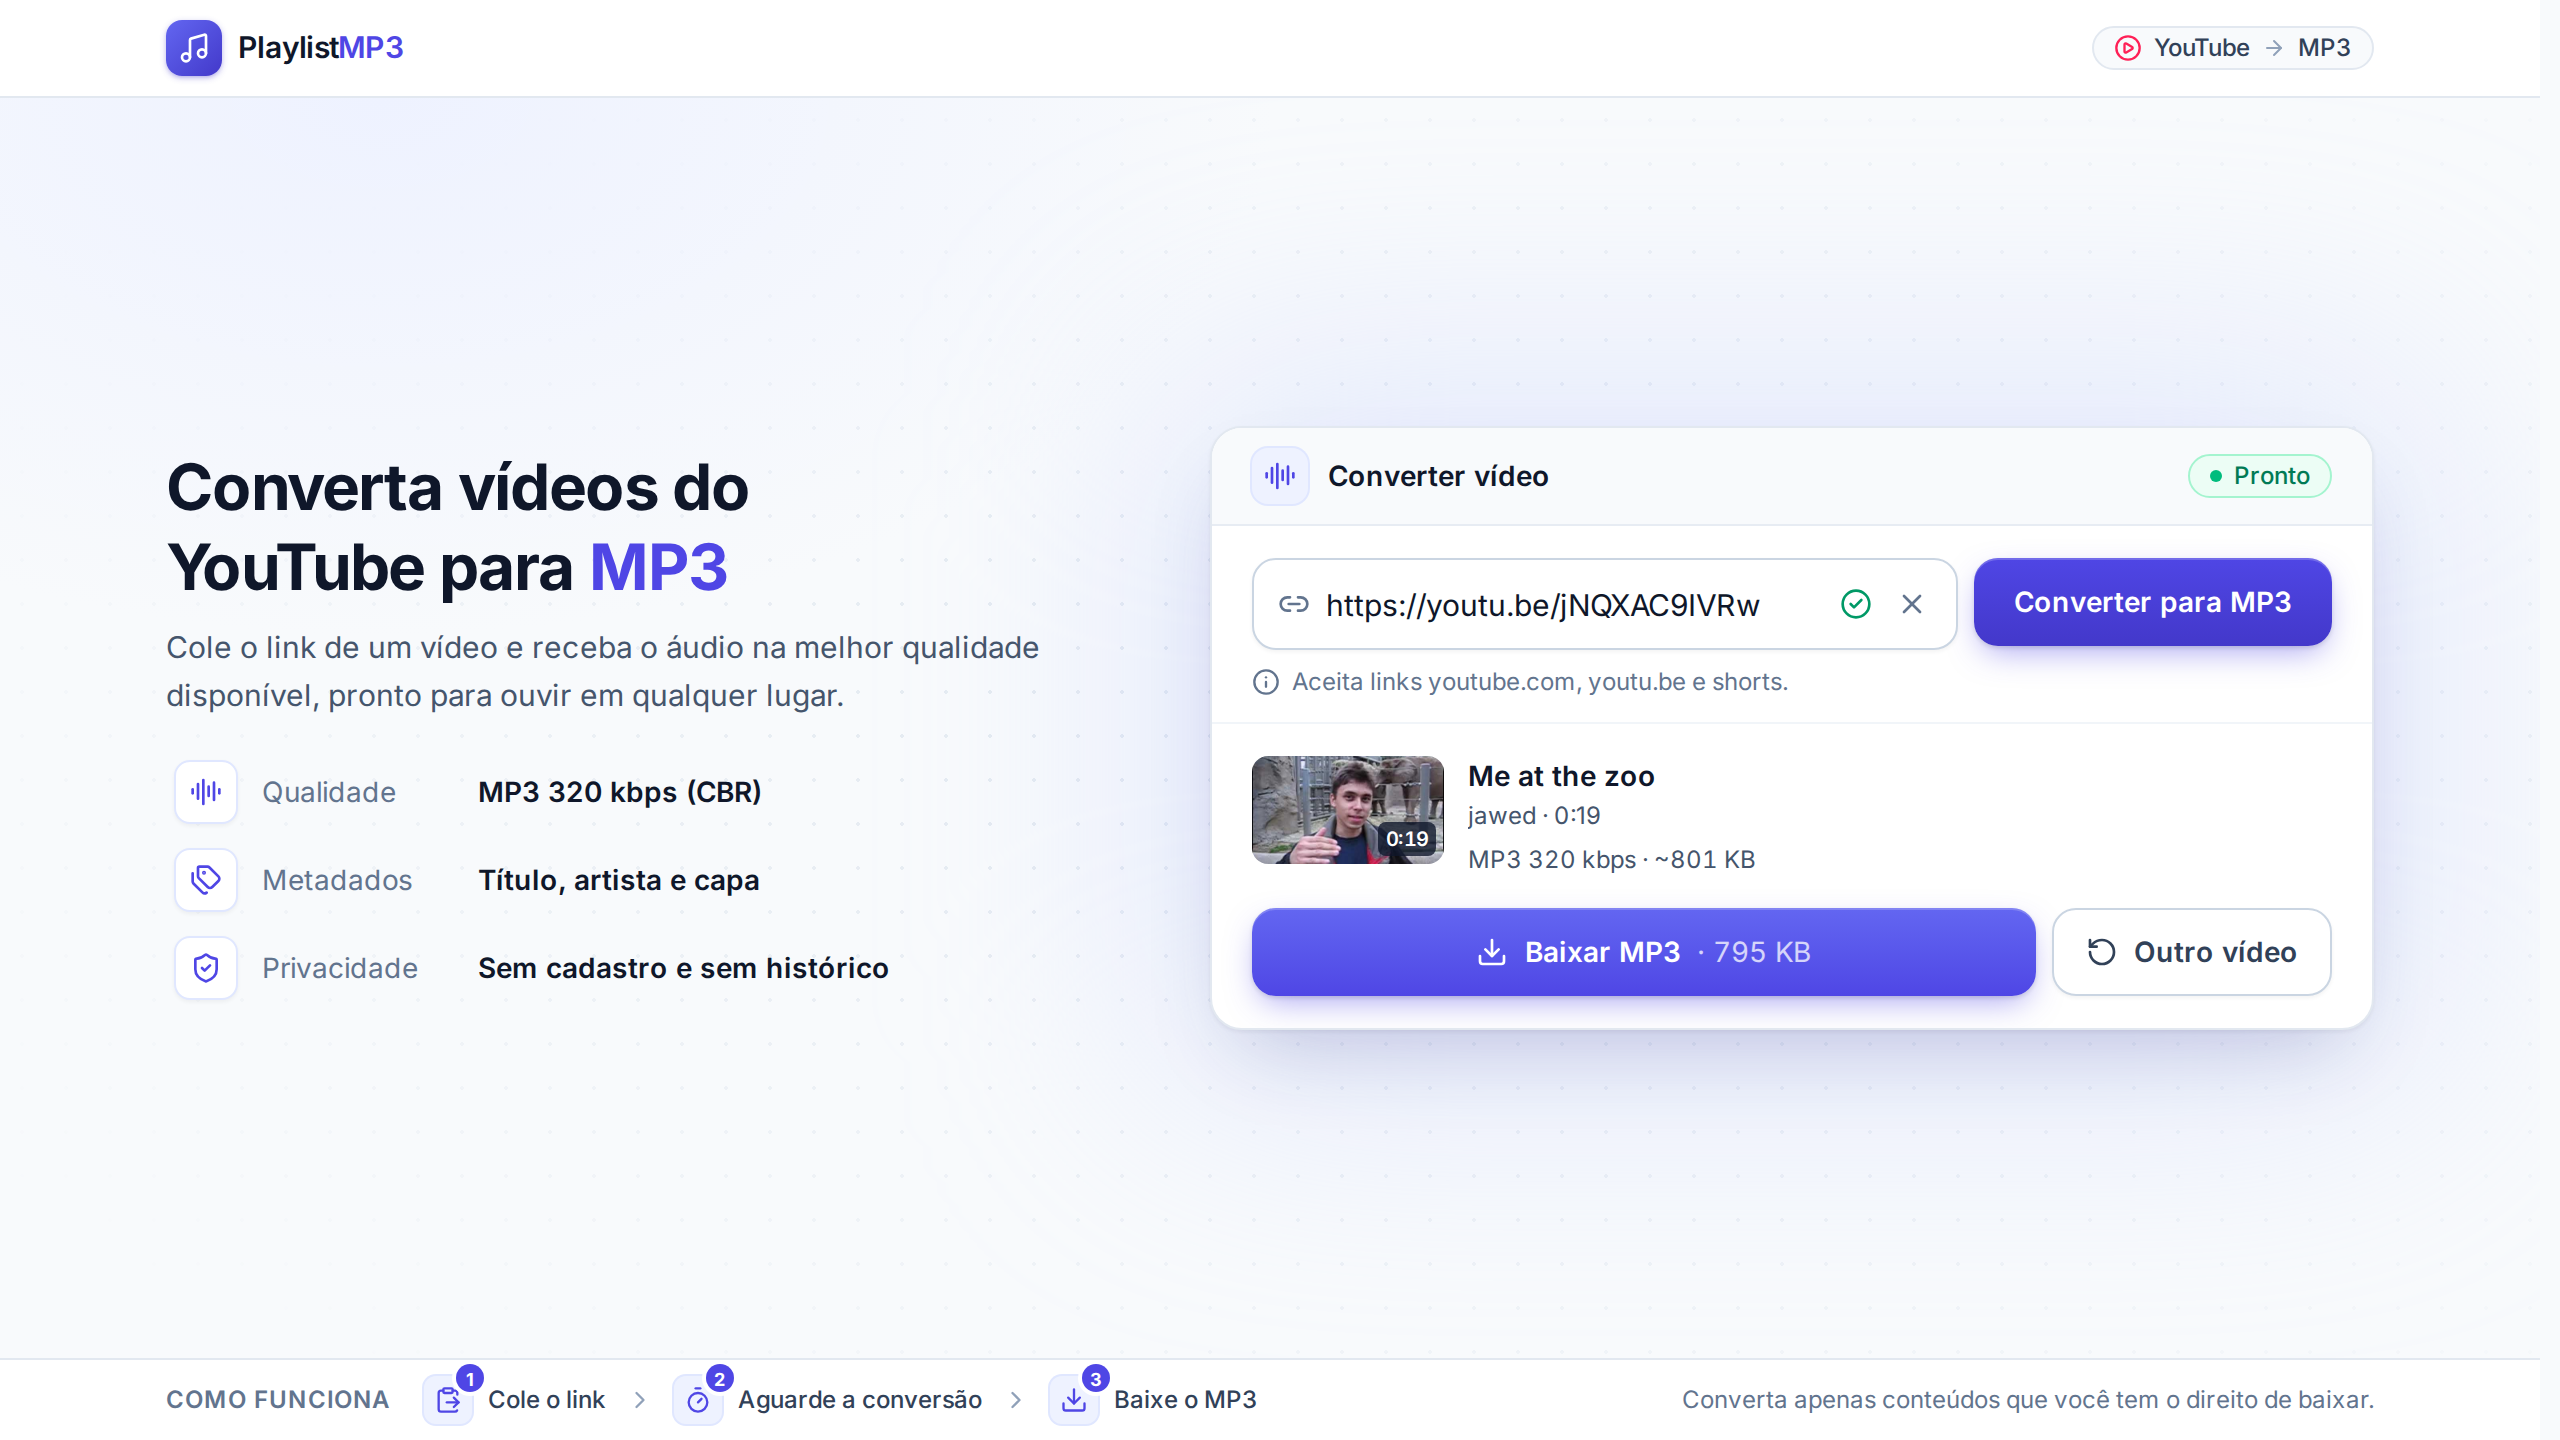 PlaylistMP3
YouTube → MP3
Converta vídeos do
YouTube para MP3
Cole o link de um vídeo e receba o áudio na melhor qualidade
disponível, pronto para ouvir em qualquer lugar.
Qualidade MP3 320 kbps (CBR)
Metadados Título, artista e capa
Privacidade Sem cadastro e sem histórico
Converter vídeo
Pronto
https://youtu.be/jNQXAC9IVRw
Converter para MP3
Aceita links youtube.com, youtu.be e shorts.
0:19
Me at the zoo
jawed · 0:19
MP3 320 kbps · ~801 KB
Baixar MP3 · 795 KB
Outro vídeo
COMO FUNCIONA
1 Cole o link
2 Aguarde a conversão
3 Baixe o MP3
Converta apenas conteúdos que você tem o direito de baixar.